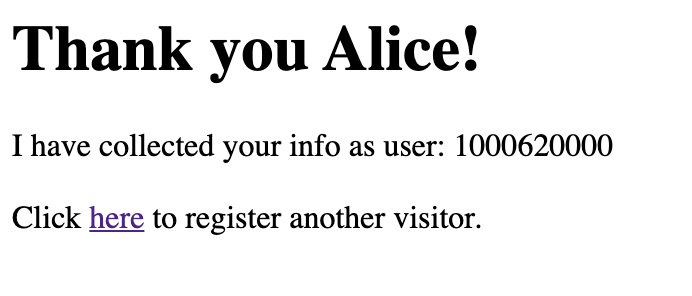 Thank you Alice!
I have collected your info as user: 1000620000
Click here to register another visitor.